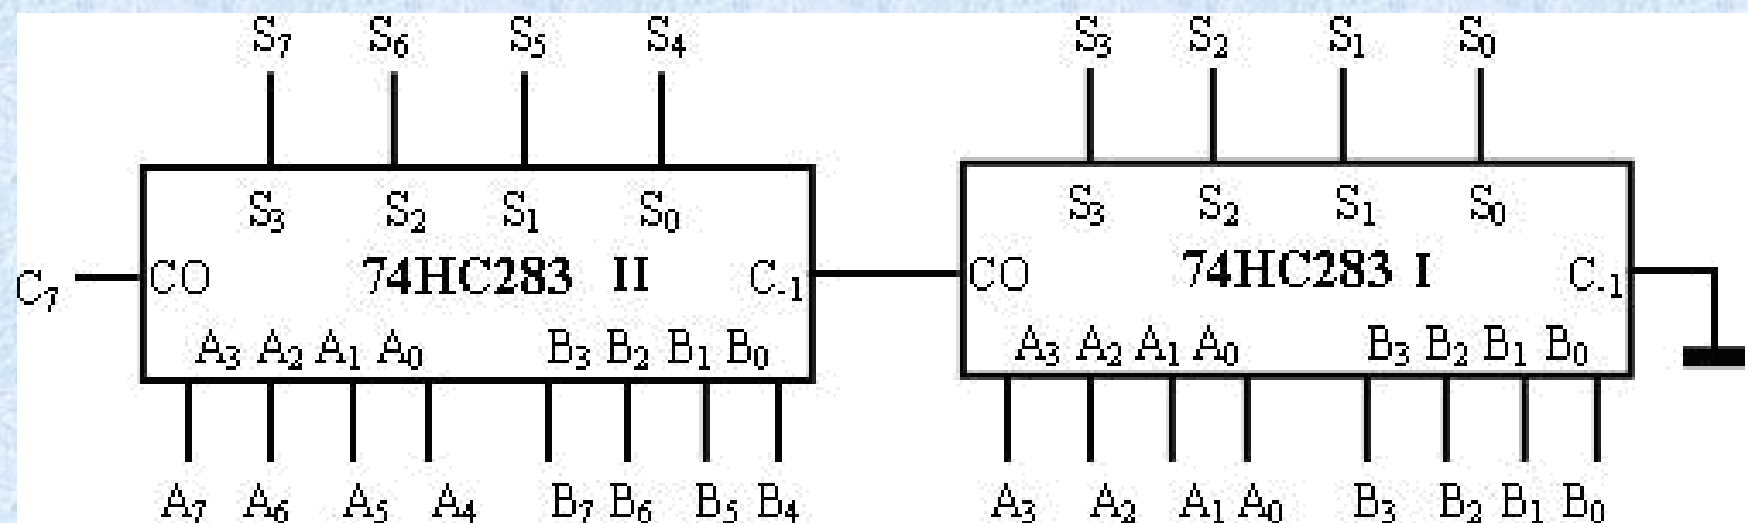 S₇ S₆ S₅ S₄ S₃ S₂ S₁ S₀
S₃ S₂ S₁ S₀ S₃ S₂ S₁ S₀
C₇ CO 74HC283 II C₋₁ CO 74HC283 I C₋₁
A₃ A₂ A₁ A₀ B₃ B₂ B₁ B₀ A₃ A₂ A₁ A₀ B₃ B₂ B₁ B₀
A₇ A₆ A₅ A₄ B₇ B₆ B₅ B₄ A₃ A₂ A₁ A₀ B₃ B₂ B₁ B₀